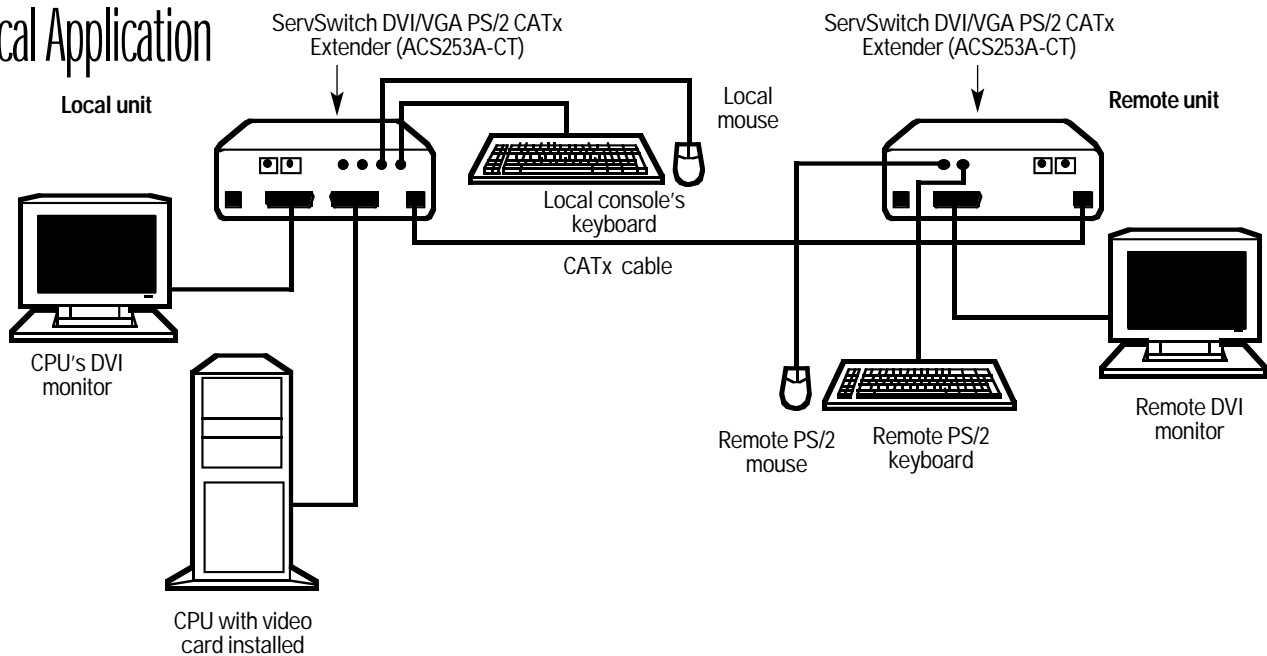 cal Application
ServSwitch DVI/VGA PS/2 CATx
Extender (ACS253A-CT)
ServSwitch DVI/VGA PS/2 CATx
Extender (ACS253A-CT)
Local unit
Local
mouse
Remote unit
Local console's
keyboard
CATx cable
CPU's DVI
monitor
Remote DVI
monitor
Remote PS/2
mouse
Remote PS/2
keyboard
CPU with video
card installed